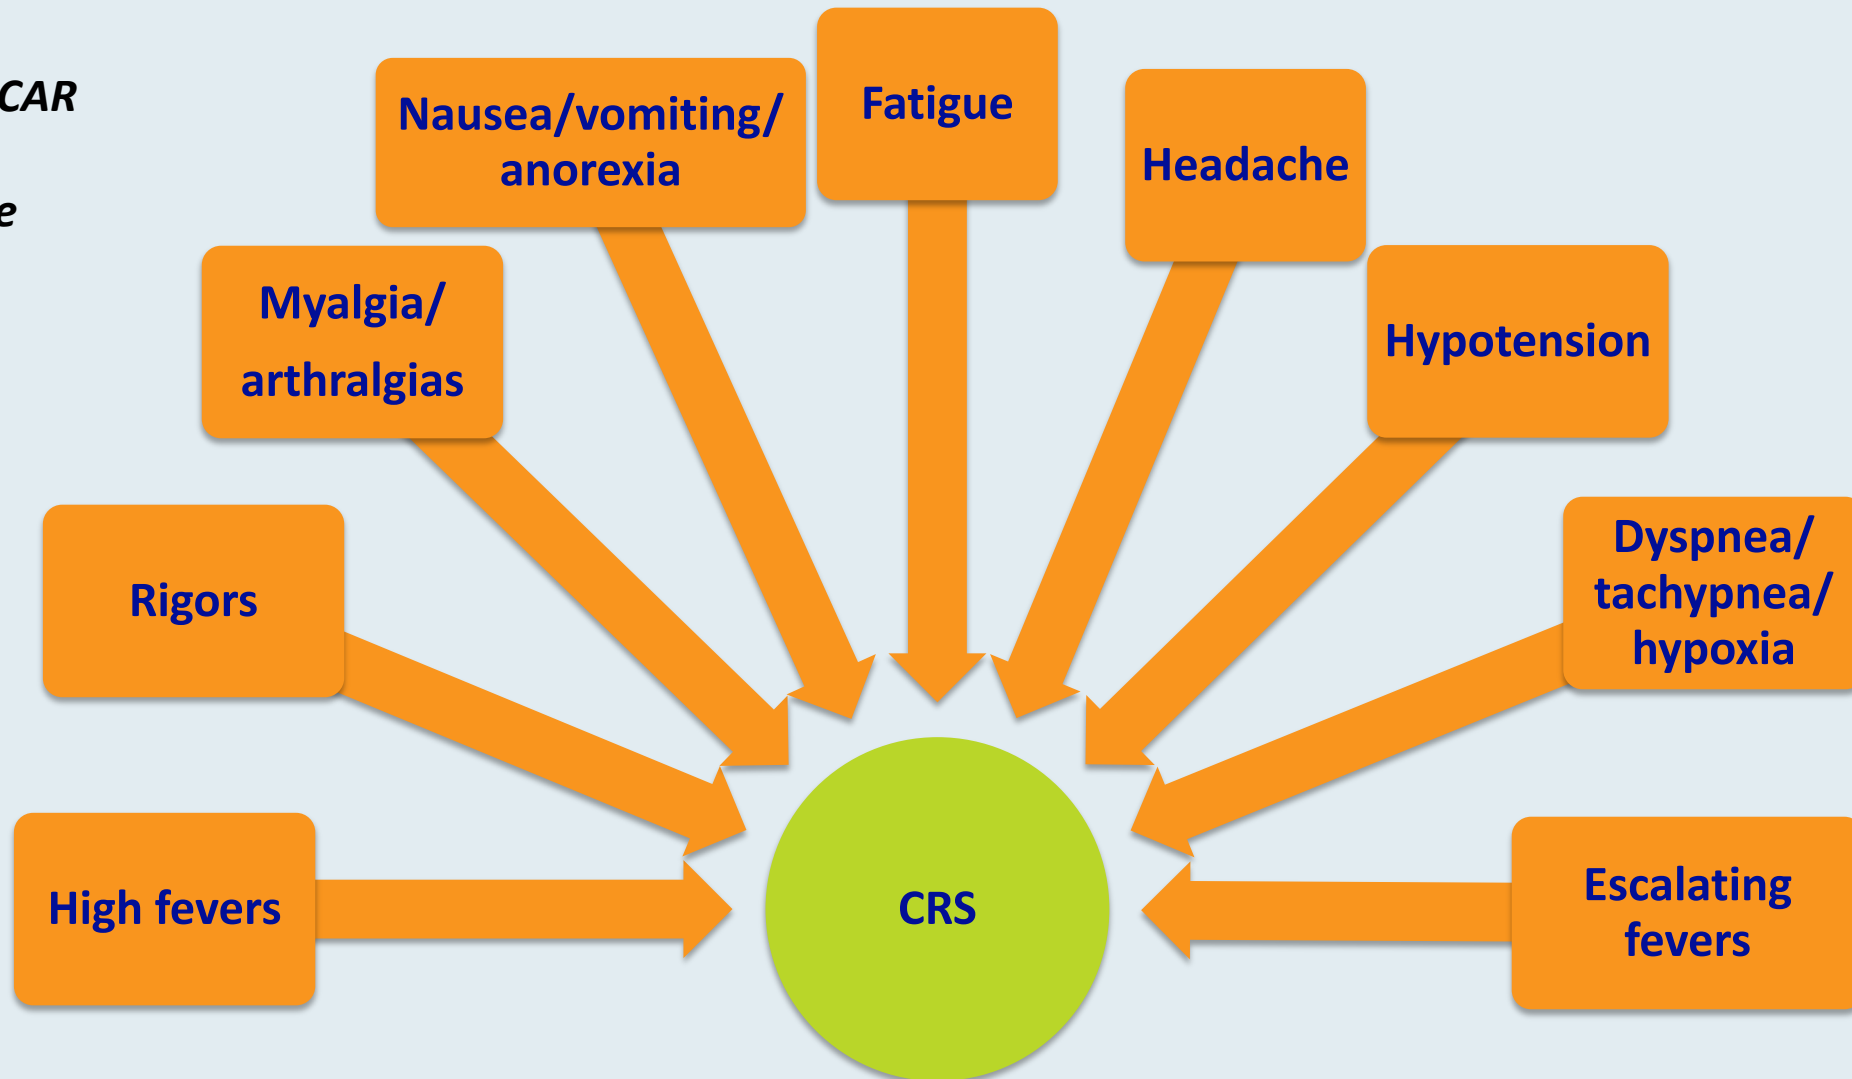 CAR
e
Nausea/vomiting/
anorexia
Fatigue
Headache
Myalgia/
arthralgias
Hypotension
Rigors
Dyspnea/
tachypnea/
hypoxia
High fevers
CRS
Escalating
fevers